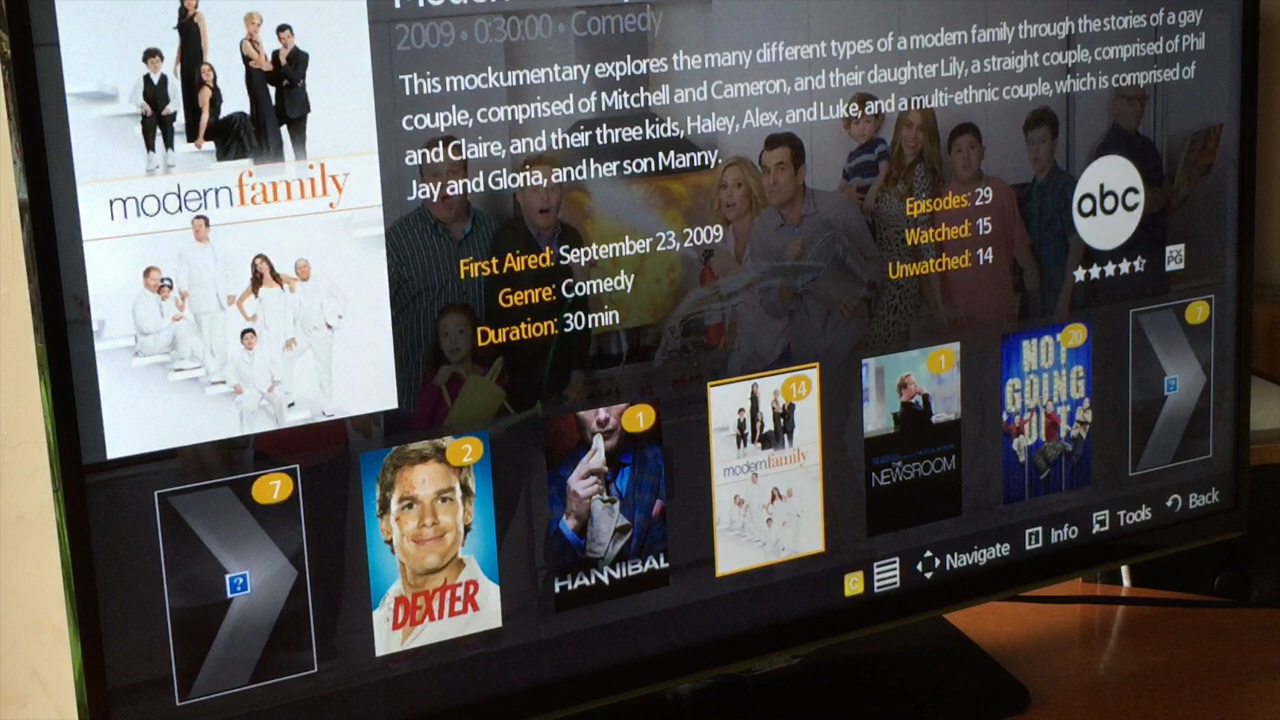 modern family
2009 • 0:30:00 • Comedy
This mockumentary explores the many different types of a modern family through the stories of a gay
couple, comprised of Mitchell and Cameron, and their daughter Lily, a straight couple, comprised of Phil
and Claire, and their three kids, Haley, Alex, and Luke, and a multi-ethnic couple, which is comprised of
Jay and Gloria, and her son Manny.
First Aired: September 23, 2009
Genre: Comedy
Duration: 30 min
Episodes: 29
Watched: 15
Unwatched: 14
abc
PG
7
?
2
DEXTER
1
HANNIBAL
14
modern family
1
NEWSROOM
20
NOT
GOING
OUT
7
?
C
Navigate
i Info
Tools
Back